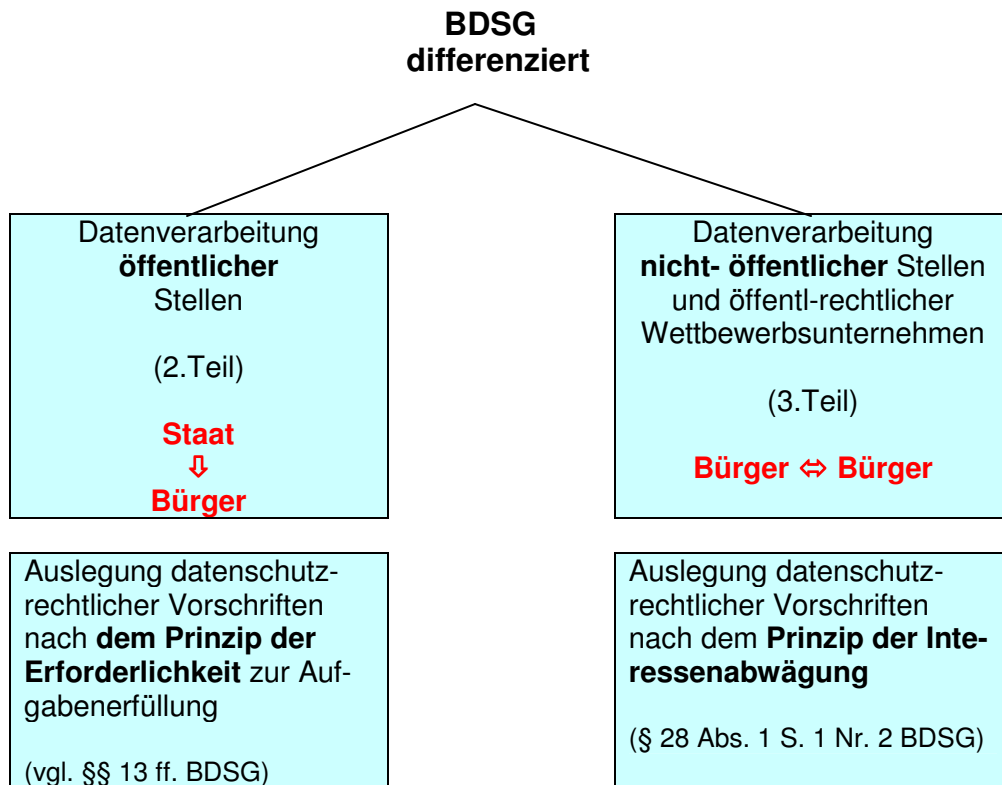 BDSG
differenziert
Datenverarbeitung
öffentlicher
Stellen
(2.Teil)
Staat
⇩
Bürger
Datenverarbeitung
nicht- öffentlicher Stellen
und öffentl-rechtlicher
Wettbewerbsunternehmen
(3.Teil)
Bürger ⬄ Bürger
Auslegung datenschutz-
rechtlicher Vorschriften
nach dem Prinzip der
Erforderlichkeit zur Auf-
gabenerfüllung
(vgl. §§ 13 ff. BDSG)
Auslegung datenschutz-
rechtlicher Vorschriften
nach dem Prinzip der Inte-
ressenabwägung
(§ 28 Abs. 1 S. 1 Nr. 2 BDSG)